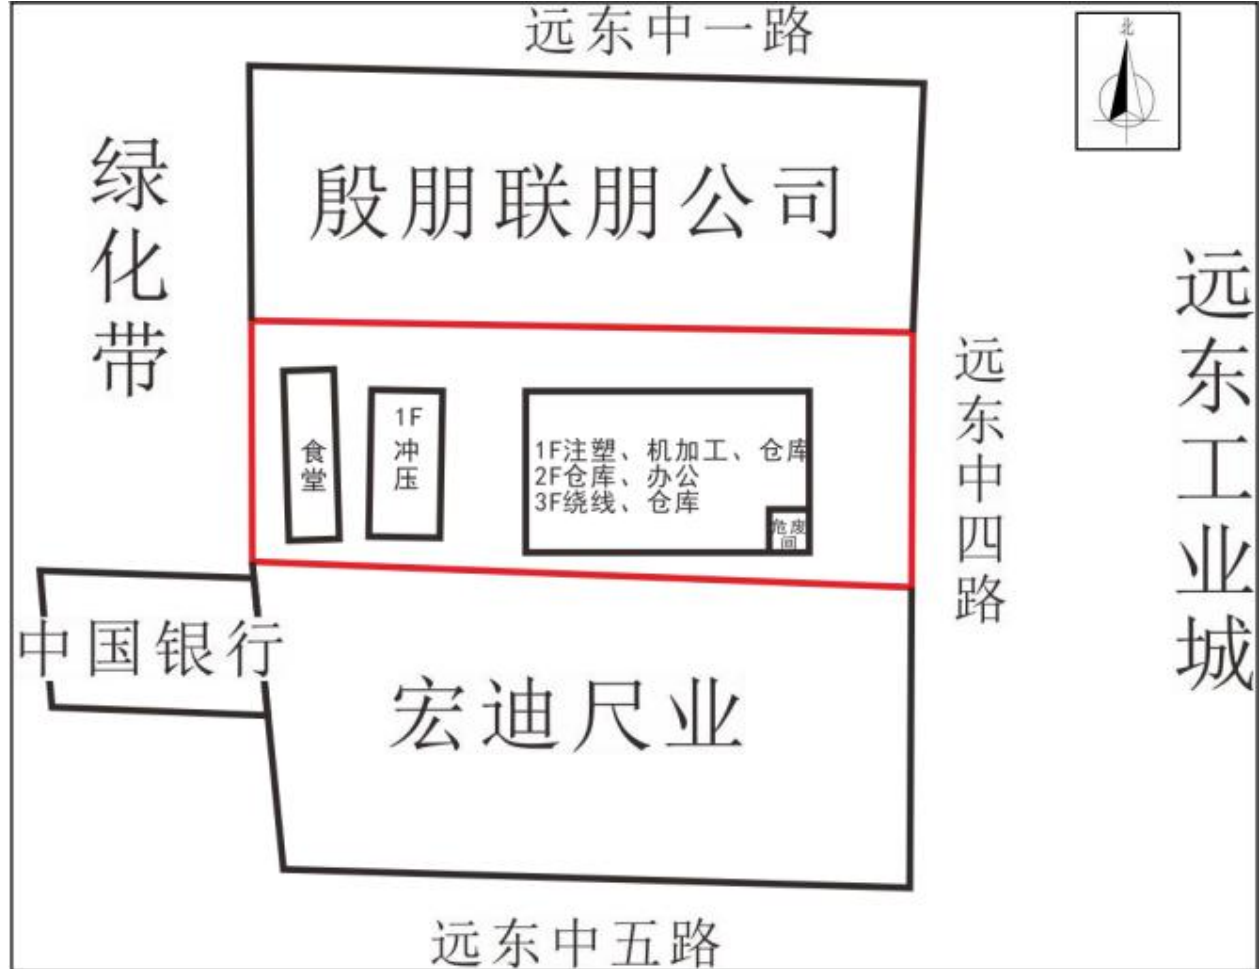 远东中一路
北
绿化带
殷朋联朋公司
远东工业城
远东中四路
食堂
1F
冲压
1F注塑、机加工、仓库
2F仓库、办公
3F绕线、仓库
危废
间
中国银行
宏迪尺业
远东中五路